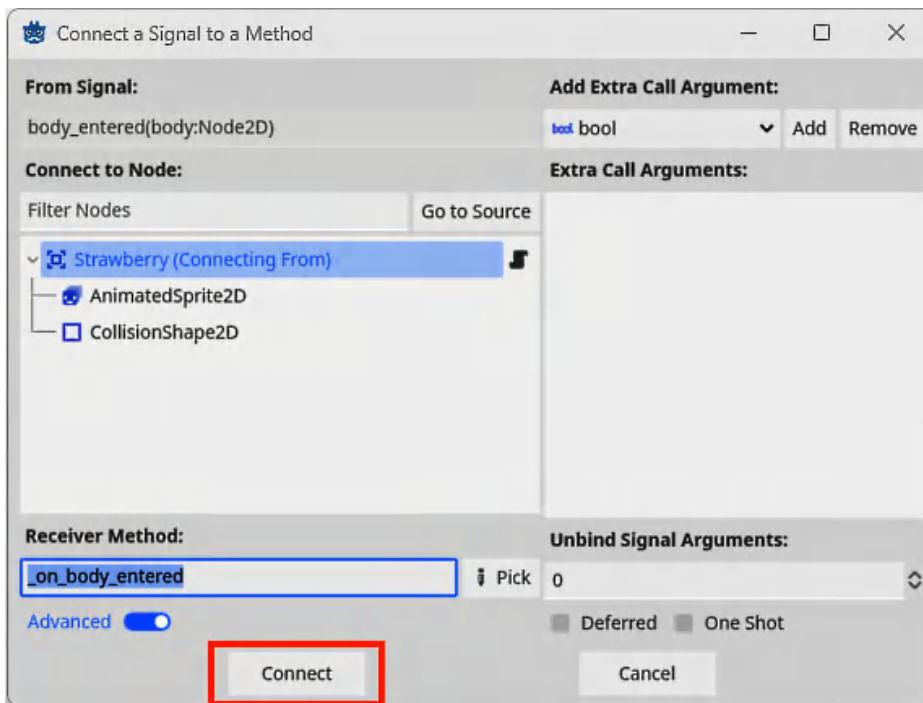 Connect a Signal to a Method
From Signal:
body_entered(body:Node2D)
Connect to Node:
Filter Nodes
Go to Source
Strawberry (Connecting From)
AnimatedSprite2D
CollisionShape2D
Receiver Method:
_on_body_entered
Pick
Advanced
Add Extra Call Argument:
bool bool
Add
Remove
Extra Call Arguments:
Unbind Signal Arguments:
0
Deferred
One Shot
Connect
Cancel